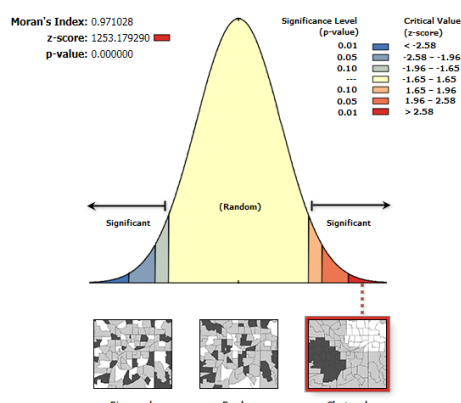 Moran's Index: 0.971028
z-score: 1253.179290
p-value: 0.000000
Significance Level
(p-value)
0.01
0.05
0.10
---
0.10
0.05
0.01
Critical Value
(z-score)
< -2.58
-2.58 – -1.96
-1.96 – -1.65
-1.65 – 1.65
1.65 – 1.96
1.96 – 2.58
> 2.58
Significant
(Random)
Significant